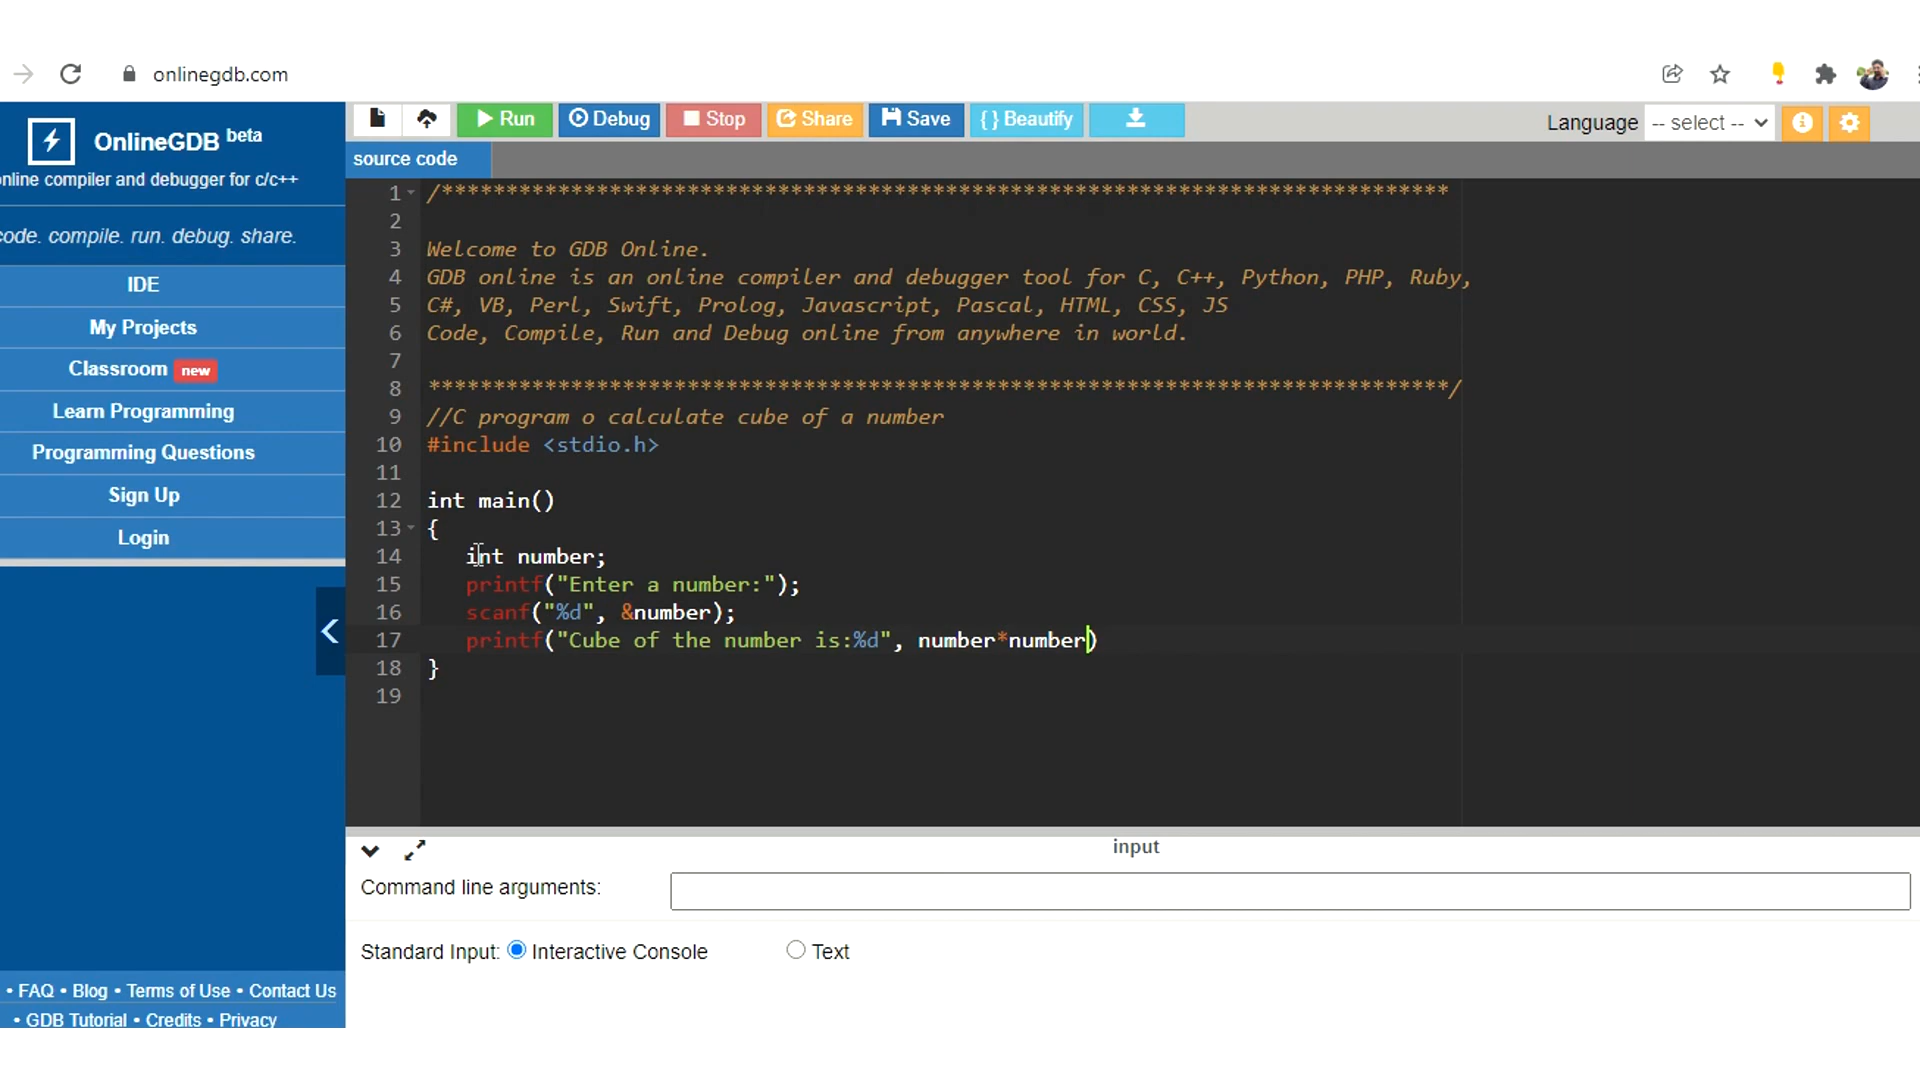 onlinegdb.com
OnlineGDB beta
nline compiler and debugger for c/c++
code. compile. run. debug. share.
IDE
My Projects
Classroom new
Learn Programming
Programming Questions
Sign Up
Login
• FAQ • Blog • Terms of Use • Contact Us
• GDB Tutorial • Credits • Privacy
Run Debug Stop Share Save {} Beautify
Language -- select --
source code
1 /******************************************************************************
2
3 Welcome to GDB Online.
4 GDB online is an online compiler and debugger tool for C, C++, Python, PHP, Ruby,
5 C#, VB, Perl, Swift, Prolog, Javascript, Pascal, HTML, CSS, JS
6 Code, Compile, Run and Debug online from anywhere in world.
7
8 *******************************************************************************/
9 //C program o calculate cube of a number
10 #include <stdio.h>
11
12 int main()
13 {
14 int number;
15 printf("Enter a number:");
16 scanf("%d", &number);
17 printf("Cube of the number is:%d", number*number)
18 }
19
input
Command line arguments:
Standard Input: Interactive Console Text